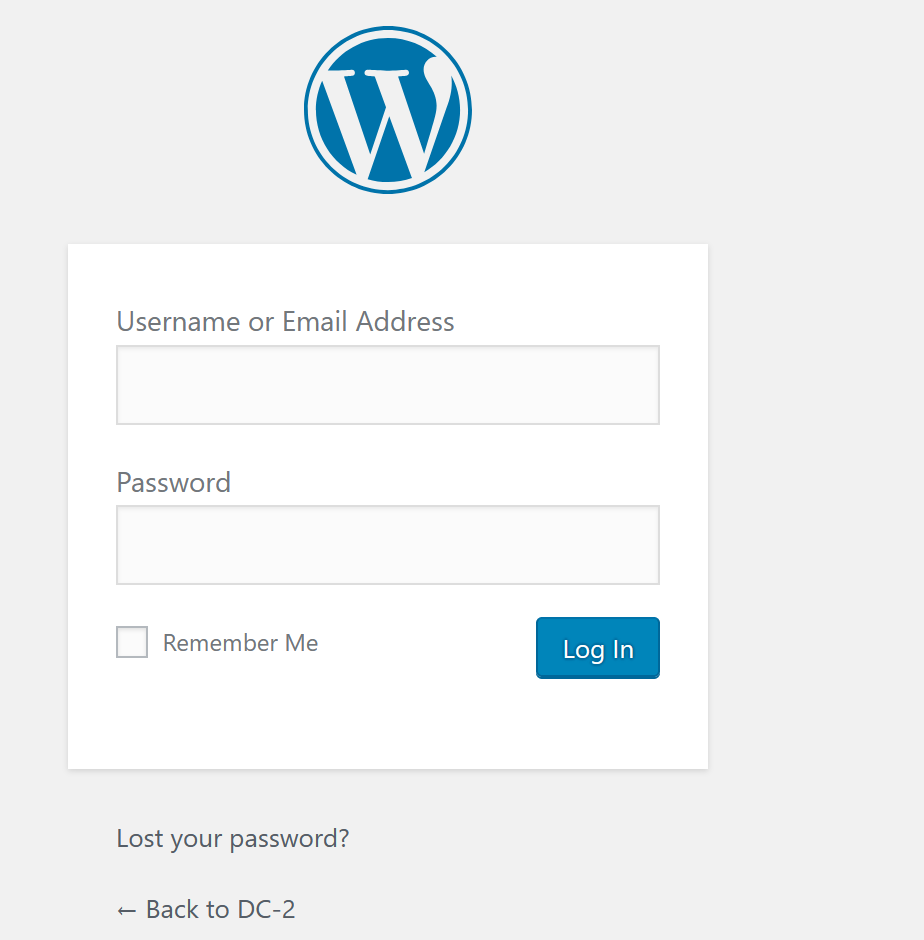 Username or Email Address
Password
Remember Me
Log In
Lost your password?
← Back to DC-2